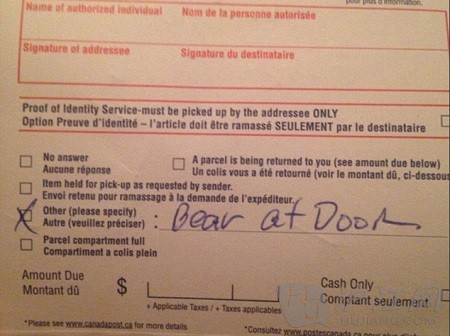 pour plus d'information.
Name of authorized individual Nom de la personne autorisée
Signature of addressee Signature du destinataire
Proof of Identity Service-must be picked up by the addressee ONLY
Option Preuve d'identité – l'article doit être ramassé SEULEMENT par le destinataire
No answer A parcel is being returned to you (see amount due below)
Aucune réponse Un colis vous a été retourné (voir le montant dû, ci-dessous
Item held for pick-up as requested by sender.
Envoi retenu pour ramassage à la demande de l'expéditeur.
X Other (please specify)
Autre (veuillez préciser) : Bear at Door
Parcel compartment full
Compartiment a colis plein
Amount Due $ Cash Only
Montant dû Comptant seulement
+ Applicable Taxes / + Taxes applicables
*Please see www.canadapost.ca for more details *Consultez www.postescanada.ca